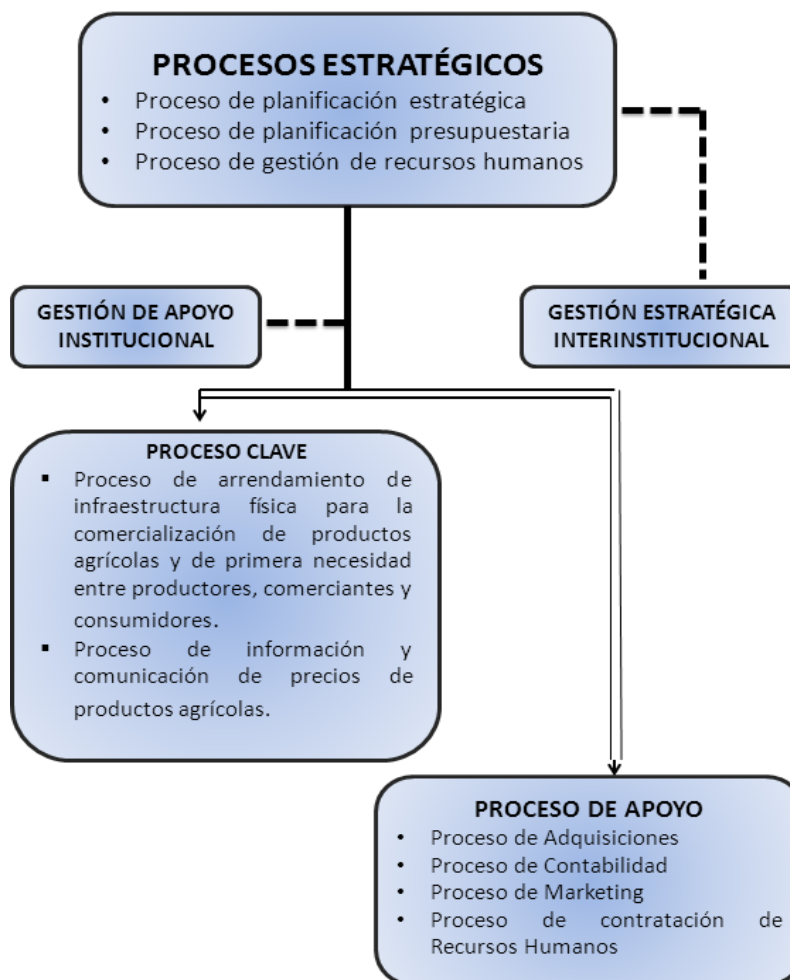 PROCESOS ESTRATÉGICOS
• Proceso de planificación estratégica
• Proceso de planificación presupuestaria
• Proceso de gestión de recursos humanos
GESTIÓN DE APOYO
INSTITUCIONAL
GESTIÓN ESTRATÉGICA
INTERINSTITUCIONAL
PROCESO CLAVE
▪ Proceso de arrendamiento de
infraestructura física para la
comercialización de productos
agrícolas y de primera necesidad
entre productores, comerciantes y
consumidores.
▪ Proceso de información y
comunicación de precios de
productos agrícolas.
PROCESO DE APOYO
• Proceso de Adquisiciones
• Proceso de Contabilidad
• Proceso de Marketing
• Proceso de contratación de
Recursos Humanos